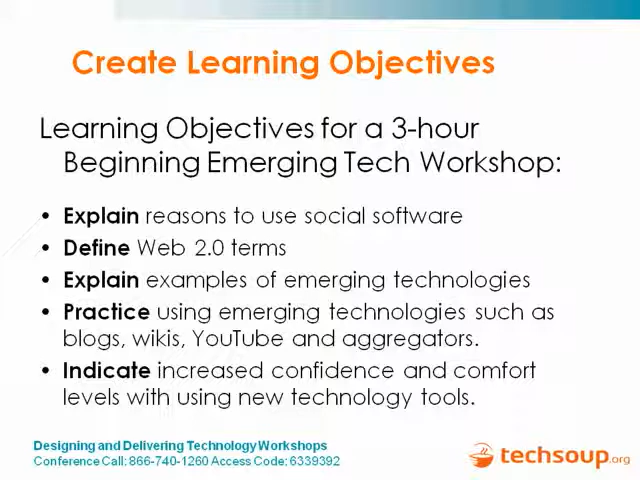 Create Learning Objectives
Learning Objectives for a 3-hour
Beginning Emerging Tech Workshop:
• Explain reasons to use social software
• Define Web 2.0 terms
• Explain examples of emerging technologies
• Practice using emerging technologies such as
blogs, wikis, YouTube and aggregators.
• Indicate increased confidence and comfort
levels with using new technology tools.
Designing and Delivering Technology Workshops
Conference Call: 866-740-1260 Access Code: 6339392
techsoup.org